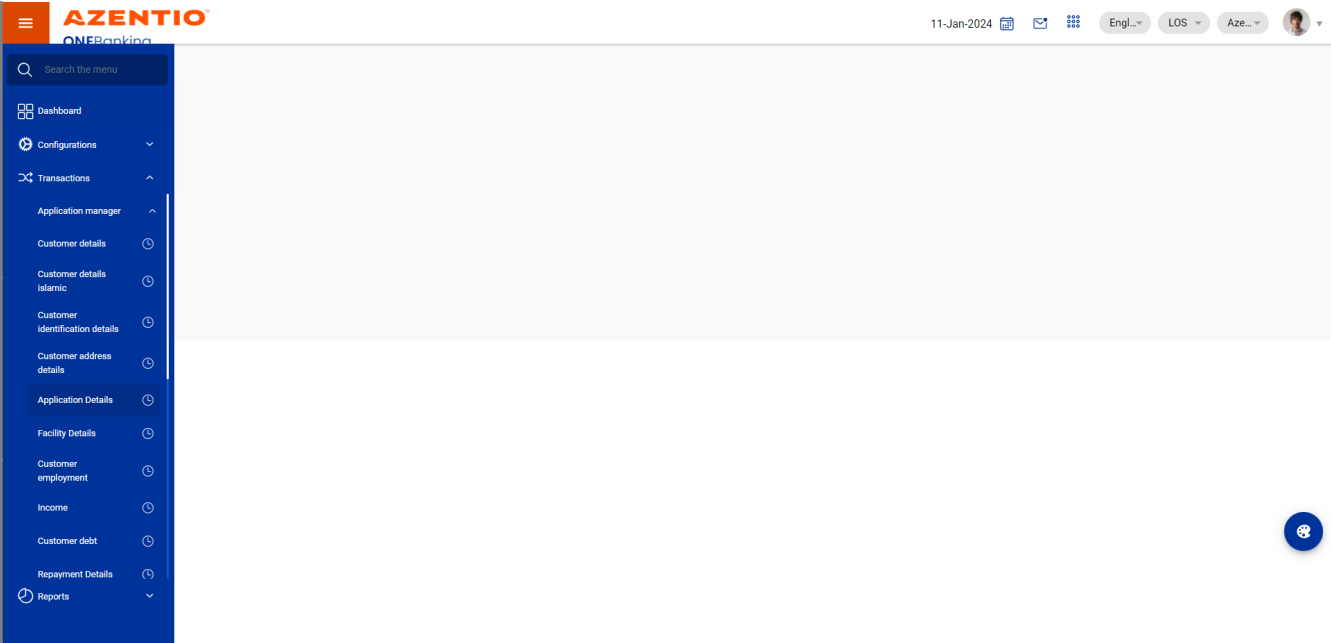 AZENTIO™
ONEBanking
11-Jan-2024
Engl...
LOS
Aze...
Search the menu
Dashboard
Configurations
Transactions
Application manager
Customer details
Customer details
islamic
Customer
identification details
Customer address
details
Application Details
Facility Details
Customer
employment
Income
Customer debt
Repayment Details
Reports